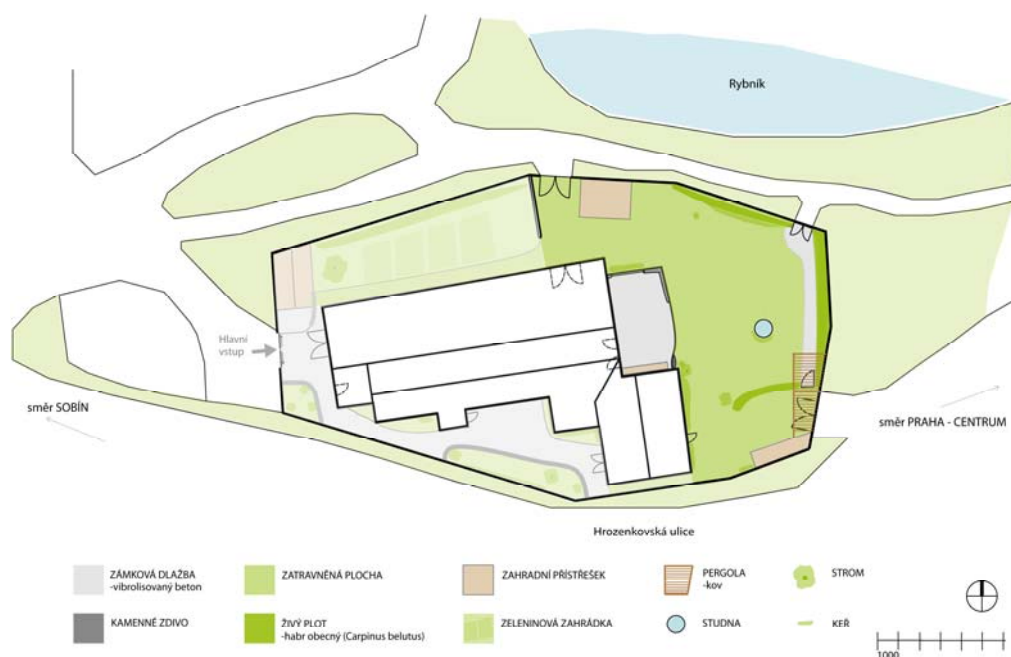 Rybník
Hlavní
vstup
směr SOBÍN
směr PRAHA - CENTRUM
Hrozenkovská ulice
ZÁMKOVÁ DLAŽBA
-vibrolisovaný beton
ZATRAVNĚNÁ PLOCHA
ZAHRADNÍ PŘÍSTŘEŠEK
PERGOLA
-kov
STROM
KAMENNÉ ZDIVO
ŽIVÝ PLOT
-habr obecný (Carpinus belutus)
ZELENINOVÁ ZAHRÁDKA
STUDNA
KEŘ
1000